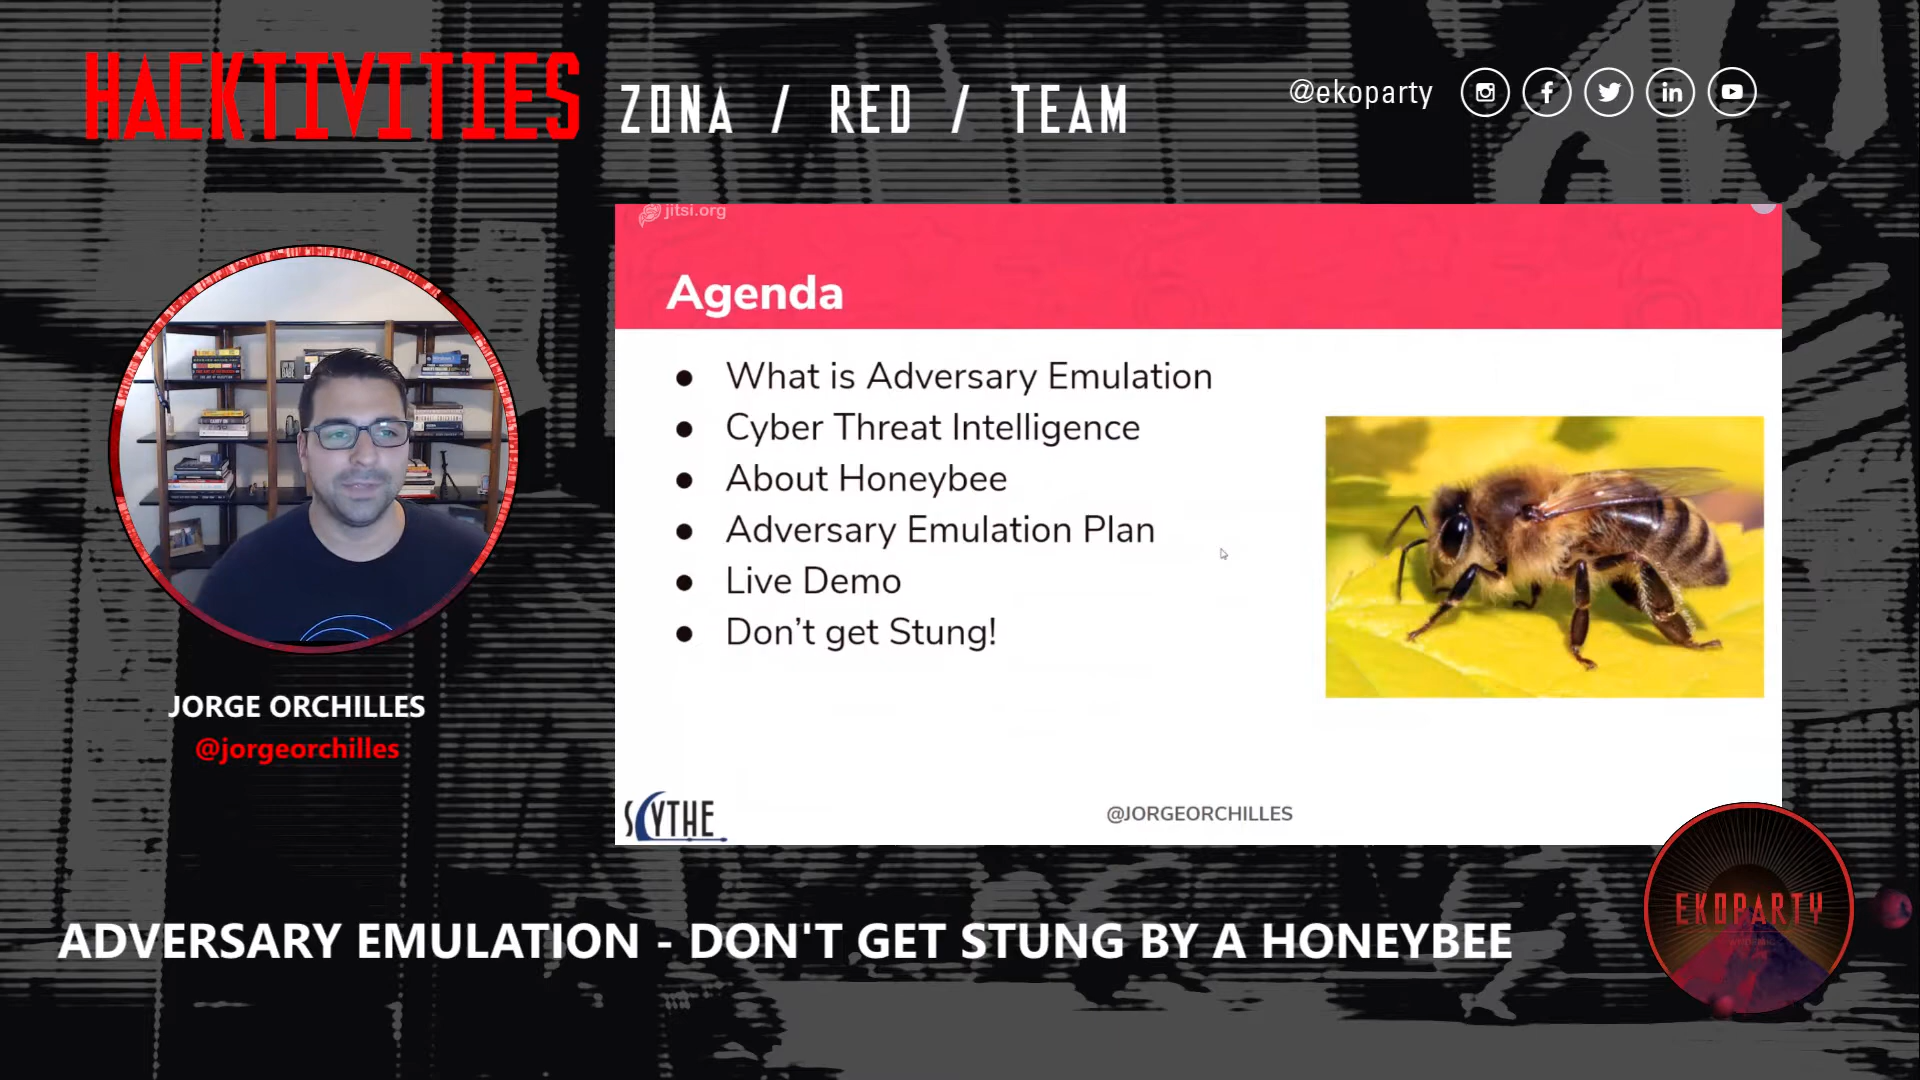 HACKTIVITIES
ZONA / RED / TEAM
@ekoparty
jitsi.org
Agenda
● What is Adversary Emulation
● Cyber Threat Intelligence
● About Honeybee
● Adversary Emulation Plan
● Live Demo
● Don’t get Stung!
SCYTHE
@JORGEORCHILLES
JORGE ORCHILLES
@jorgeorchilles
EKOPARTY
ADVERSARY EMULATION - DON'T GET STUNG BY A HONEYBEE